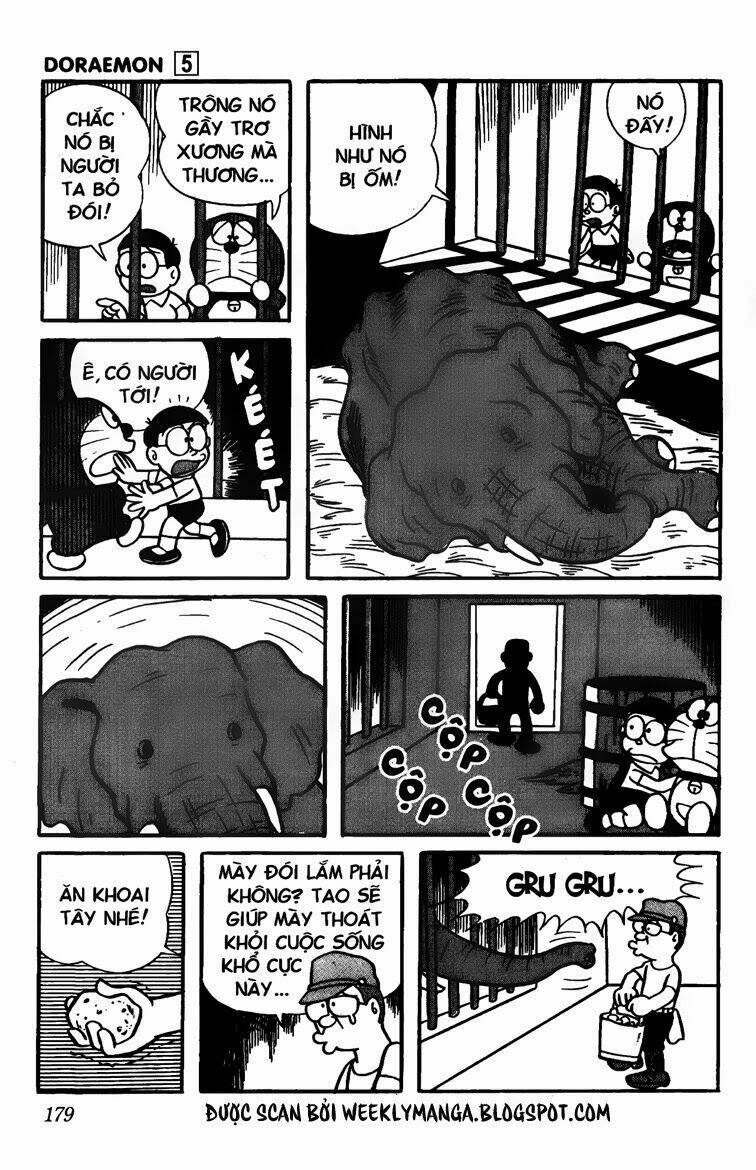 DORAEMON 5
NÓ
ĐẤY!
HÌNH
NHƯ NÓ
BỊ ỐM!
TRÔNG NÓ
GẦY TRƠ
XƯƠNG MÀ
THƯƠNG...
CHẮC
NÓ BỊ
NGƯỜI
TA BỎ
ĐÓI!
KÉÉT
Ê, CÓ NGƯỜI
TỚI!
CỘP
CỘP
CỘP
CỘP
GRU GRU...
MÀY ĐÓI LẮM PHẢI
KHÔNG? TAO SẼ
GIÚP MÀY THOÁT
KHỎI CUỘC SỐNG
KHỔ CỰC
NÀY...
ĂN KHOAI
TÂY NHÉ!
179
ĐƯỢC SCAN BỞI WEEKLYMANGA.BLOGSPOT.COM